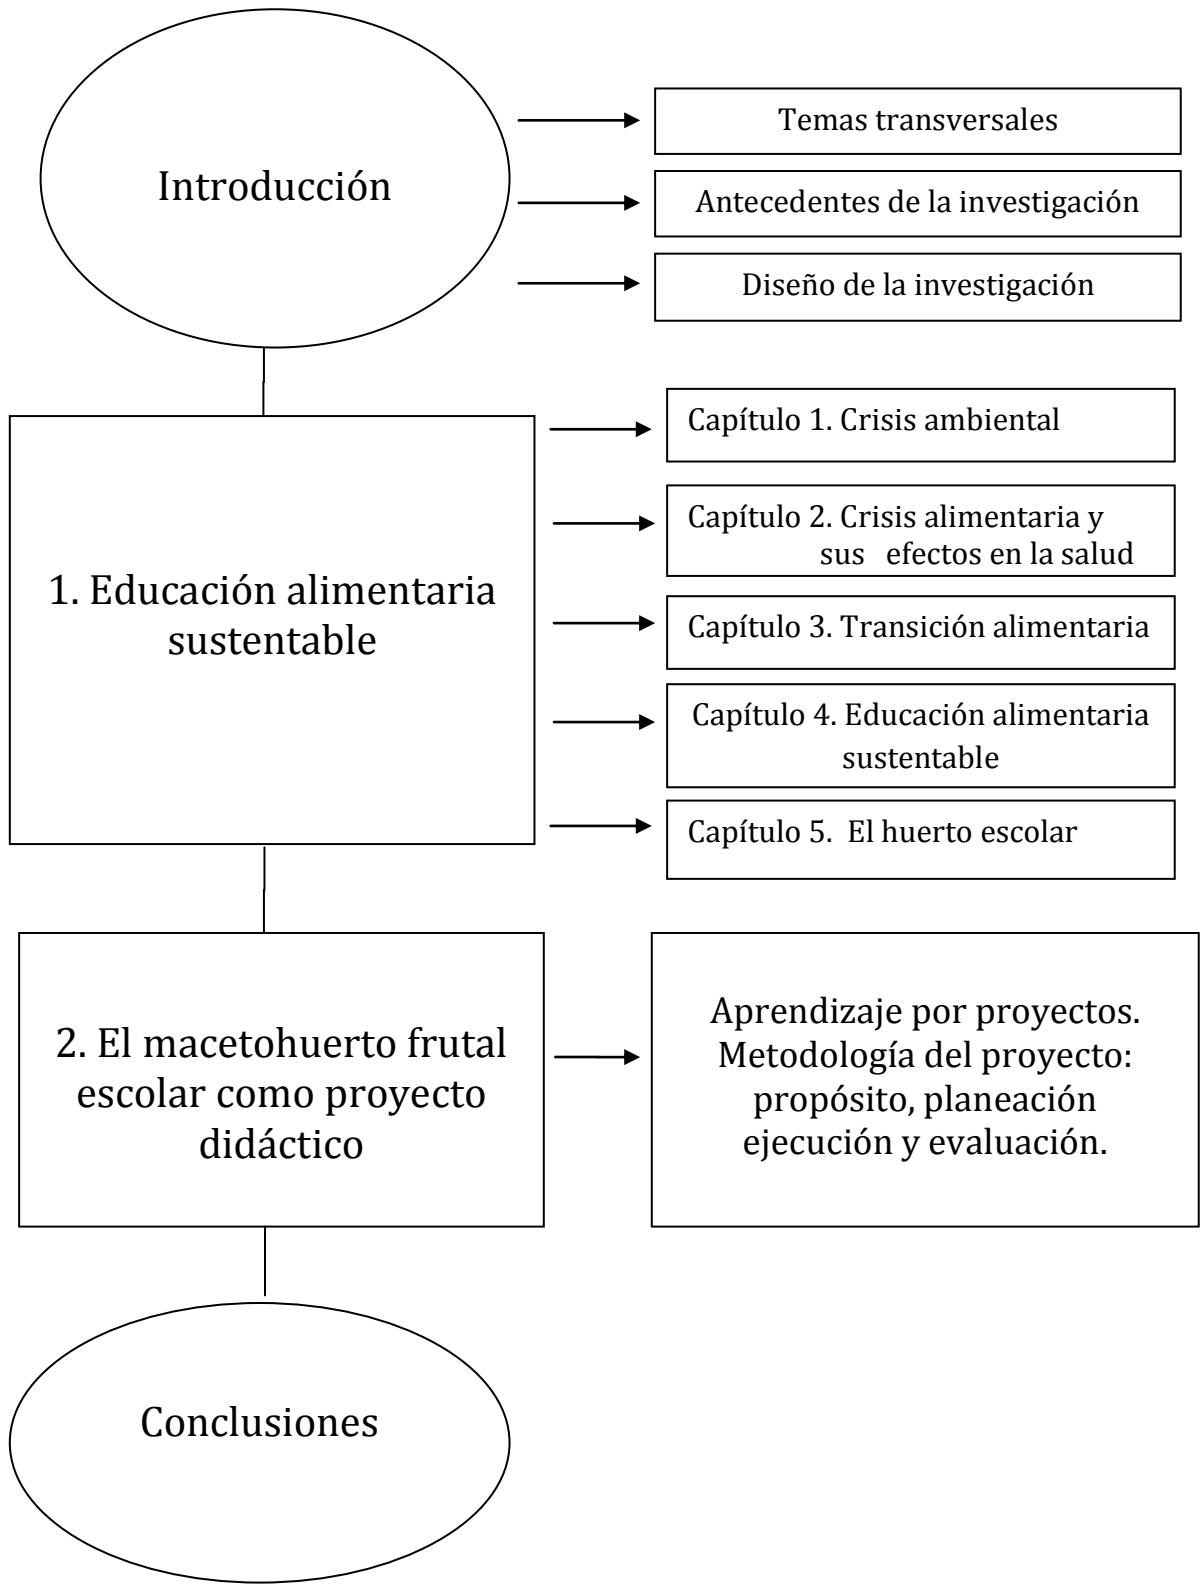 Introducción
Temas transversales
Antecedentes de la investigación
Diseño de la investigación
1. Educación alimentaria
sustentable
Capítulo 1. Crisis ambiental
Capítulo 2. Crisis alimentaria y
sus efectos en la salud
Capítulo 3. Transición alimentaria
Capítulo 4. Educación alimentaria
sustentable
Capítulo 5. El huerto escolar
2. El macetohuerto frutal
escolar como proyecto
didáctico
Aprendizaje por proyectos.
Metodología del proyecto:
propósito, planeación
ejecución y evaluación.
Conclusiones